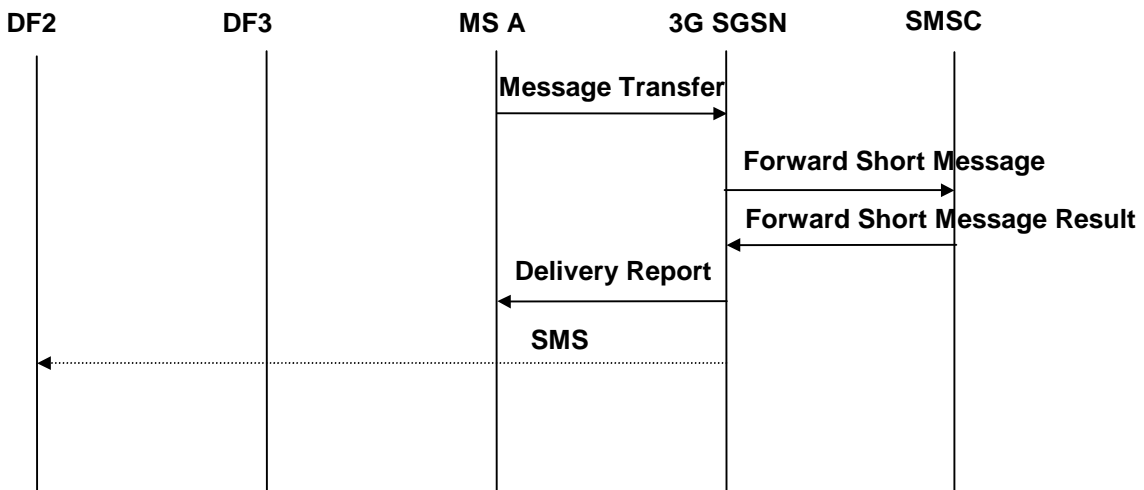 DF2 DF3 MS A 3G SGSN SMSC
Message Transfer
Forward Short Message
Forward Short Message Result
Delivery Report
SMS